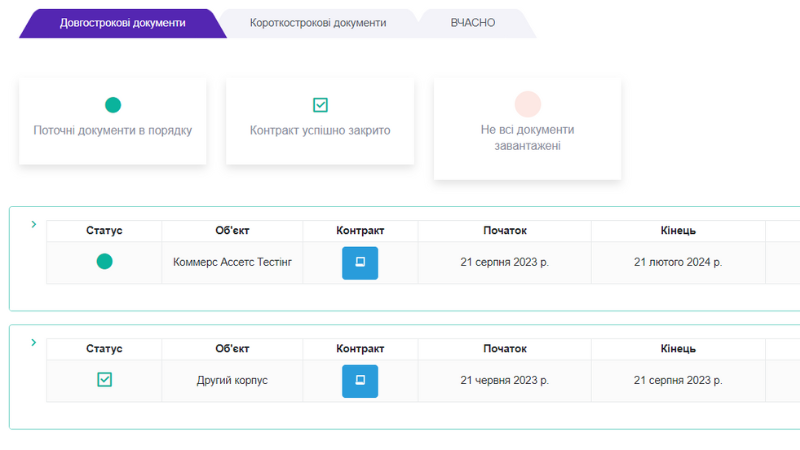 Довгострокові документи
Короткострокові документи
ВЧАСНО
Поточні документи в порядку
Контракт успішно закрито
Не всі документи
завантажені
Статус Об'єкт Контракт Початок Кінець
Коммерс Ассетс Тестінг 21 серпня 2023 р. 21 лютого 2024 р.
Статус Об'єкт Контракт Початок Кінець
Другий корпус 21 червня 2023 р. 21 серпня 2023 р.